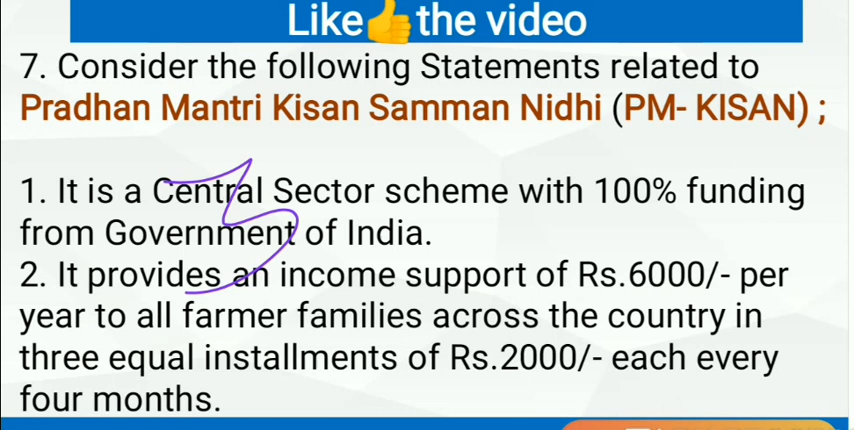 Like👍the video
7. Consider the following Statements related to
Pradhan Mantri Kisan Samman Nidhi (PM- KISAN) ;
1. It is a Central Sector scheme with 100% funding
from Government of India.
2. It provides an income support of Rs.6000/- per
year to all farmer families across the country in
three equal installments of Rs.2000/- each every
four months.